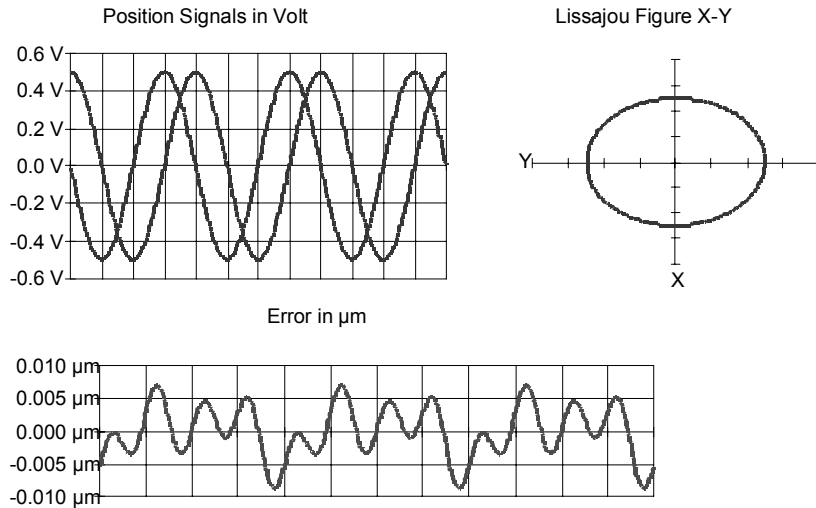 Position Signals in Volt
Lissajou Figure X-Y
0.6 V
0.4 V
0.2 V
0.0 V
-0.2 V
-0.4 V
-0.6 V
Y
X
Error in µm
0.010 µm
0.005 µm
0.000 µm
-0.005 µm
-0.010 µm